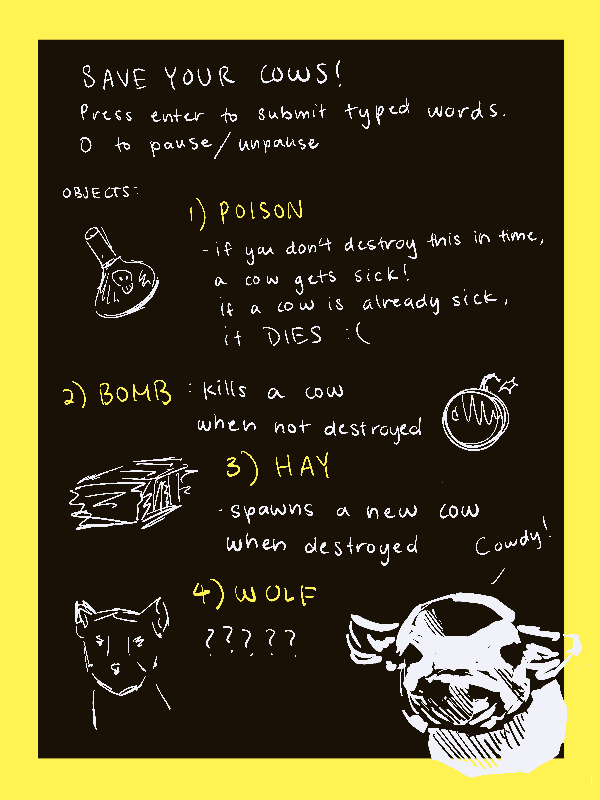 SAVE YOUR COWS!
Press enter to submit typed words.
0 to pause/unpause
OBJECTS:
1) POISON
- if you don't destroy this in time,
a cow gets sick!
if a cow is already sick,
it DIES :(
2) BOMB : kills a cow
when not destroyed
3) HAY
- spawns a new cow
when destroyed
Cowdy!
4) WOLF
?????